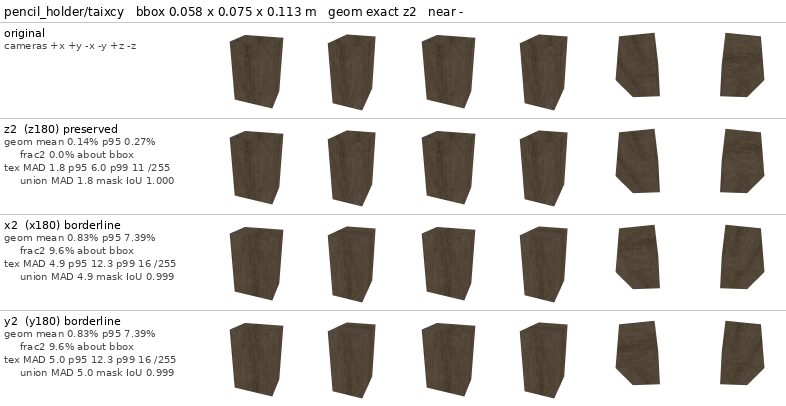 pencil_holder/taixcy bbox 0.058 x 0.075 x 0.113 m geom exact z2 near -
original
cameras +x +y -x -y +z -z
z2 (z180) preserved
geom mean 0.14% p95 0.27%
frac2 0.0% about bbox
tex MAD 1.8 p95 6.0 p99 11 /255
union MAD 1.8 mask IoU 1.000
x2 (x180) borderline
geom mean 0.83% p95 7.39%
frac2 9.6% about bbox
tex MAD 4.9 p95 12.3 p99 16 /255
union MAD 4.9 mask IoU 0.999
y2 (y180) borderline
geom mean 0.83% p95 7.39%
frac2 9.6% about bbox
tex MAD 5.0 p95 12.3 p99 16 /255
union MAD 5.0 mask IoU 0.999